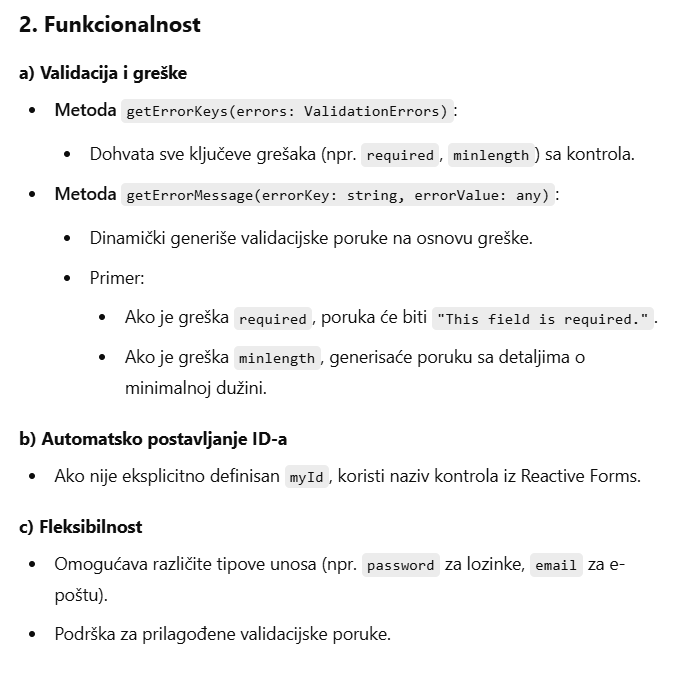 2. Funkcionalnost
a) Validacija i greške
• Metoda getErrorKeys(errors: ValidationErrors):
• Dohvata sve ključeve grešaka (npr. required, minlength) sa kontrola.
• Metoda getErrorMessage(errorKey: string, errorValue: any):
• Dinamički generiše validacijske poruke na osnovu greške.
• Primer:
• Ako je greška required, poruka će biti "This field is required.".
• Ako je greška minlength, generisaće poruku sa detaljima o
minimalnoj dužini.
b) Automatsko postavljanje ID-a
• Ako nije eksplicitno definisan myId, koristi naziv kontrola iz Reactive Forms.
c) Fleksibilnost
• Omogućava različite tipove unosa (npr. password za lozinke, email za e-
poštu).
• Podrška za prilagođene validacijske poruke.